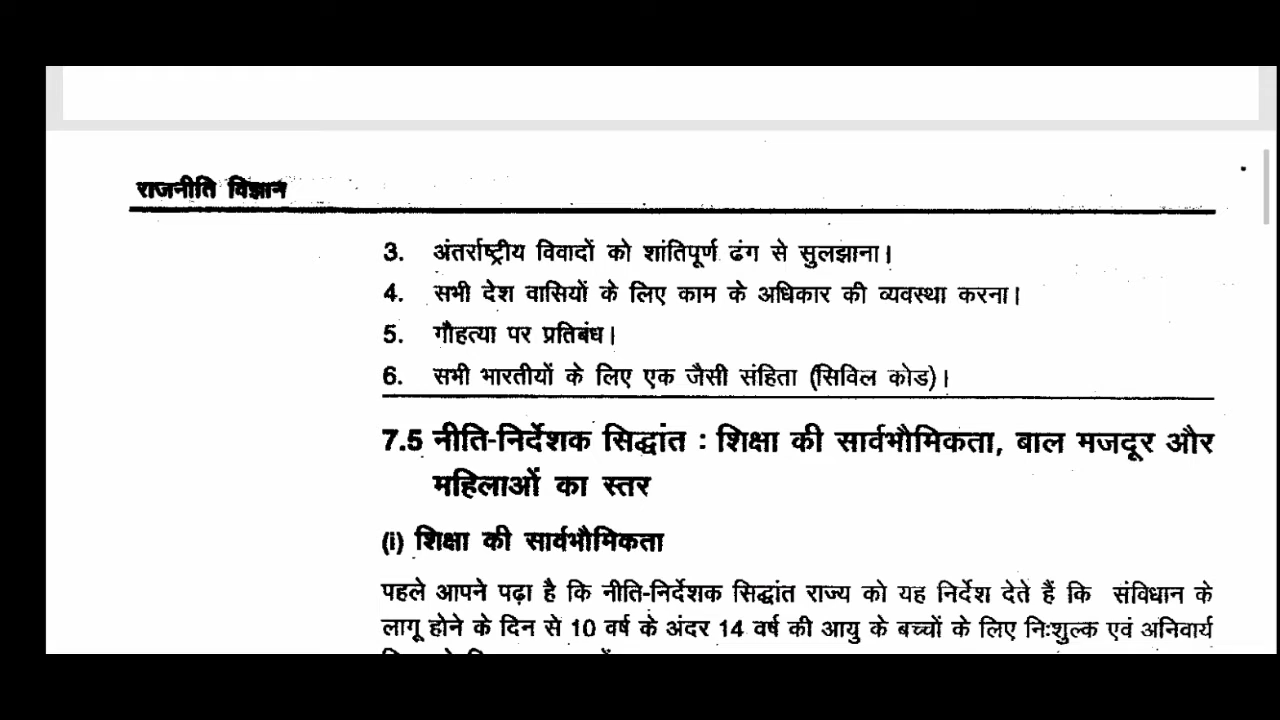 राजनीति विज्ञान
3. अंतर्राष्ट्रीय विवादों को शांतिपूर्ण ढंग से सुलझाना।
4. सभी देश वासियों के लिए काम के अधिकार की व्यवस्था करना।
5. गौहत्या पर प्रतिबंध।
6. सभी भारतीयों के लिए एक जैसी संहिता (सिविल कोड)।
7.5 नीति-निर्देशक सिद्धांत : शिक्षा की सार्वभौमिकता, बाल मजदूर और
महिलाओं का स्तर
(i) शिक्षा की सार्वभौमिकता
पहले आपने पढ़ा है कि नीति-निर्देशक सिद्धांत राज्य को यह निर्देश देते हैं कि संविधान के
लागू होने के दिन से 10 वर्ष के अंदर 14 वर्ष की आयु के बच्चों के लिए निःशुल्क एवं अनिवार्य